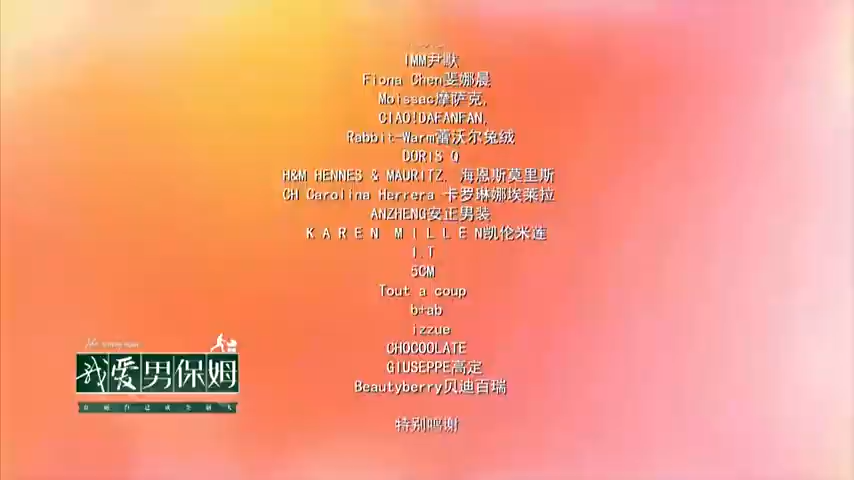 IMM尹默
Fiona Chen斐娜晨
Moissac摩萨克,
CIAO!DAFANFAN,
Rabbit-Warm蕾沃尔兔绒
DORIS Q
H&M HENNES & MAURITZ. 海恩斯莫里斯
CH Carolina Herrera 卡罗琳娜埃莱拉
ANZHENG安正男装
K A R E N M I L L E N凯伦米莲
I.T
5CM
Tout a coup
b+ab
izzue
CHOCOOLATE
GIUSEPPE高定
Beautyberry贝迪百瑞
特别鸣谢
我爱男保姆